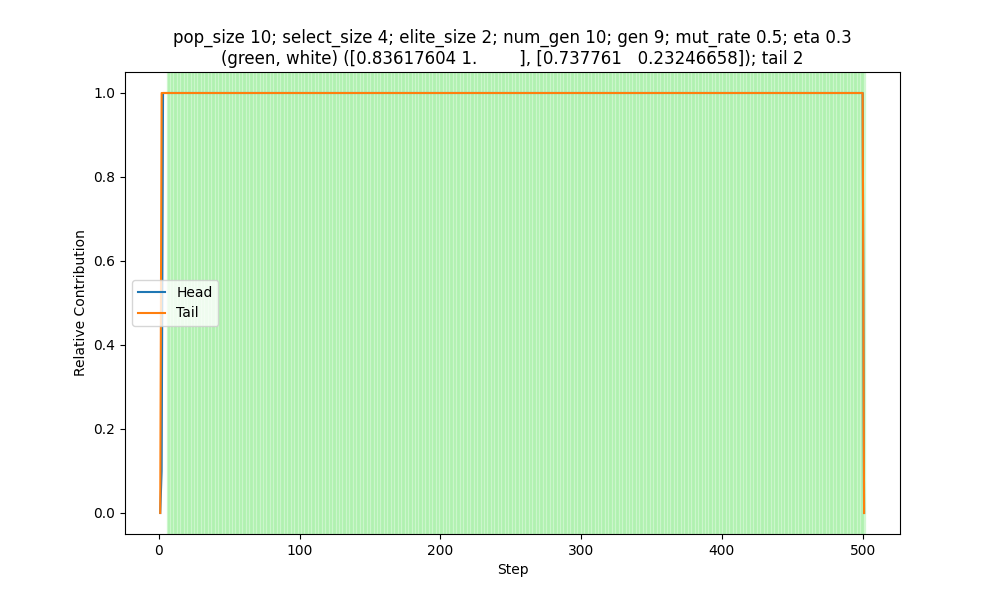 pop_size 10; select_size 4; elite_size 2; num_gen 10; gen 9; mut_rate 0.5; eta 0.3
(green, white) ([0.83617604 1.         ], [0.737761   0.23246658]); tail 2
1.0
0.8
0.6
0.4
0.2
0.0
Relative Contribution
Head
Tail
0
100
200
300
400
500
Step